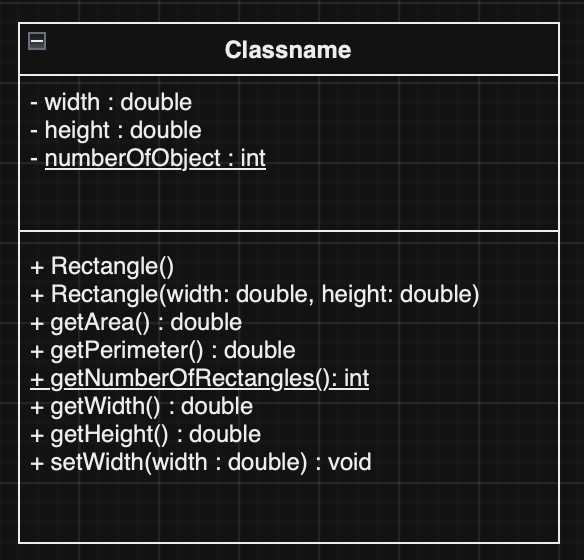 Classname
- width : double
- height : double
- numberOfObject : int
+ Rectangle()
+ Rectangle(width: double, height: double)
+ getArea() : double
+ getPerimeter() : double
+ getNumberOfRectangles(): int
+ getWidth() : double
+ getHeight() : double
+ setWidth(width : double) : void